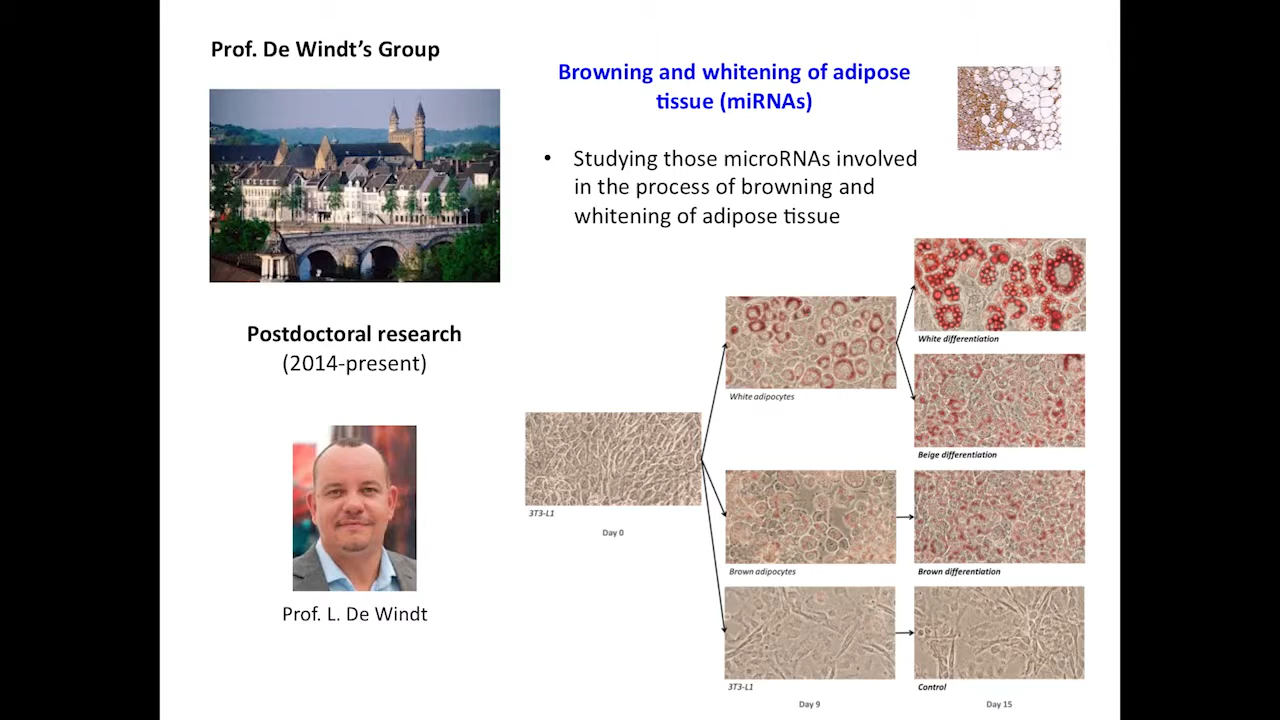 Prof. De Windt’s Group
Browning and whitening of adipose
tissue (miRNAs)
• Studying those microRNAs involved
in the process of browning and
whitening of adipose tissue
Postdoctoral research
(2014-present)
Prof. L. De Windt
3T3-L1
Day 0
White adipocytes
Brown adipocytes
3T3-L1
Day 9
White differentiation
Beige differentiation
Brown differentiation
Control
Day 15